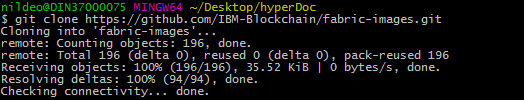 nildeo@DIN37000075 MINGW64 ~/Desktop/hyperDoc
$ git clone https://github.com/IBM-Blockchain/fabric-images.git
Cloning into 'fabric-images'...
remote: Counting objects: 196, done.
remote: Total 196 (delta 0), reused 0 (delta 0), pack-reused 196
Receiving objects: 100% (196/196), 35.52 KiB | 0 bytes/s, done.
Resolving deltas: 100% (94/94), done.
Checking connectivity... done.